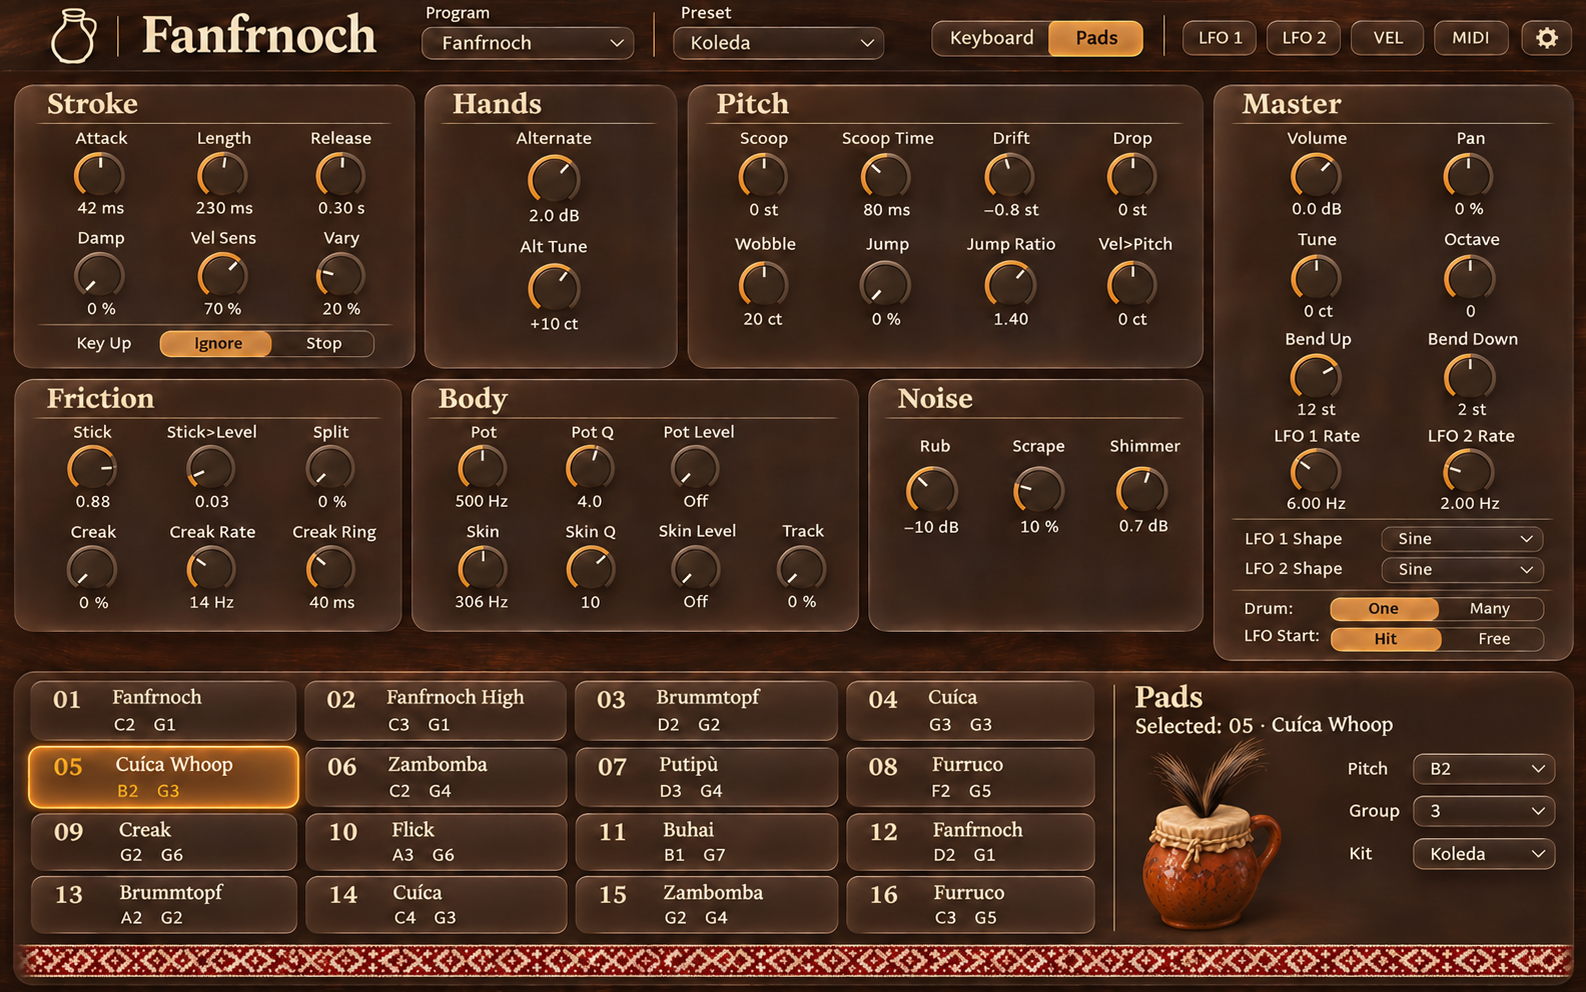 Fanfrnoch
Program
Fanfrnoch
Preset
Koleda
Keyboard Pads
LFO 1 LFO 2 VEL MIDI
Stroke
Attack Length Release
42 ms 230 ms 0.30 s
Damp Vel Sens Vary
0 % 70 % 20 %
Key Up Ignore Stop
Hands
Alternate
2.0 dB
Alt Tune
+10 ct
Pitch
Scoop Scoop Time Drift Drop
0 st 80 ms −0.8 st 0 st
Wobble Jump Jump Ratio Vel>Pitch
20 ct 0 % 1.40 0 ct
Master
Volume Pan
0.0 dB 0 %
Tune Octave
0 ct 0
Bend Up Bend Down
12 st 2 st
LFO 1 Rate LFO 2 Rate
6.00 Hz 2.00 Hz
LFO 1 Shape Sine
LFO 2 Shape Sine
Drum: One Many
LFO Start: Hit Free
Friction
Stick Stick>Level Split
0.88 0.03 0 %
Creak Creak Rate Creak Ring
0 % 14 Hz 40 ms
Body
Pot Pot Q Pot Level
500 Hz 4.0 Off
Skin Skin Q Skin Level Track
306 Hz 10 Off 0 %
Noise
Rub Scrape Shimmer
−10 dB 10 % 0.7 dB
01 Fanfrnoch
C2 G1
02 Fanfrnoch High
C3 G1
03 Brummtopf
D2 G2
04 Cuíca
G3 G3
05 Cuíca Whoop
B2 G3
06 Zambomba
C2 G4
07 Putipù
D3 G4
08 Furruco
F2 G5
09 Creak
G2 G6
10 Flick
A3 G6
11 Buhai
B1 G7
12 Fanfrnoch
D2 G1
13 Brummtopf
A2 G2
14 Cuíca
C4 G3
15 Zambomba
G2 G4
16 Furruco
C3 G5
Pads
Selected: 05 · Cuíca Whoop
Pitch B2
Group 3
Kit Koleda